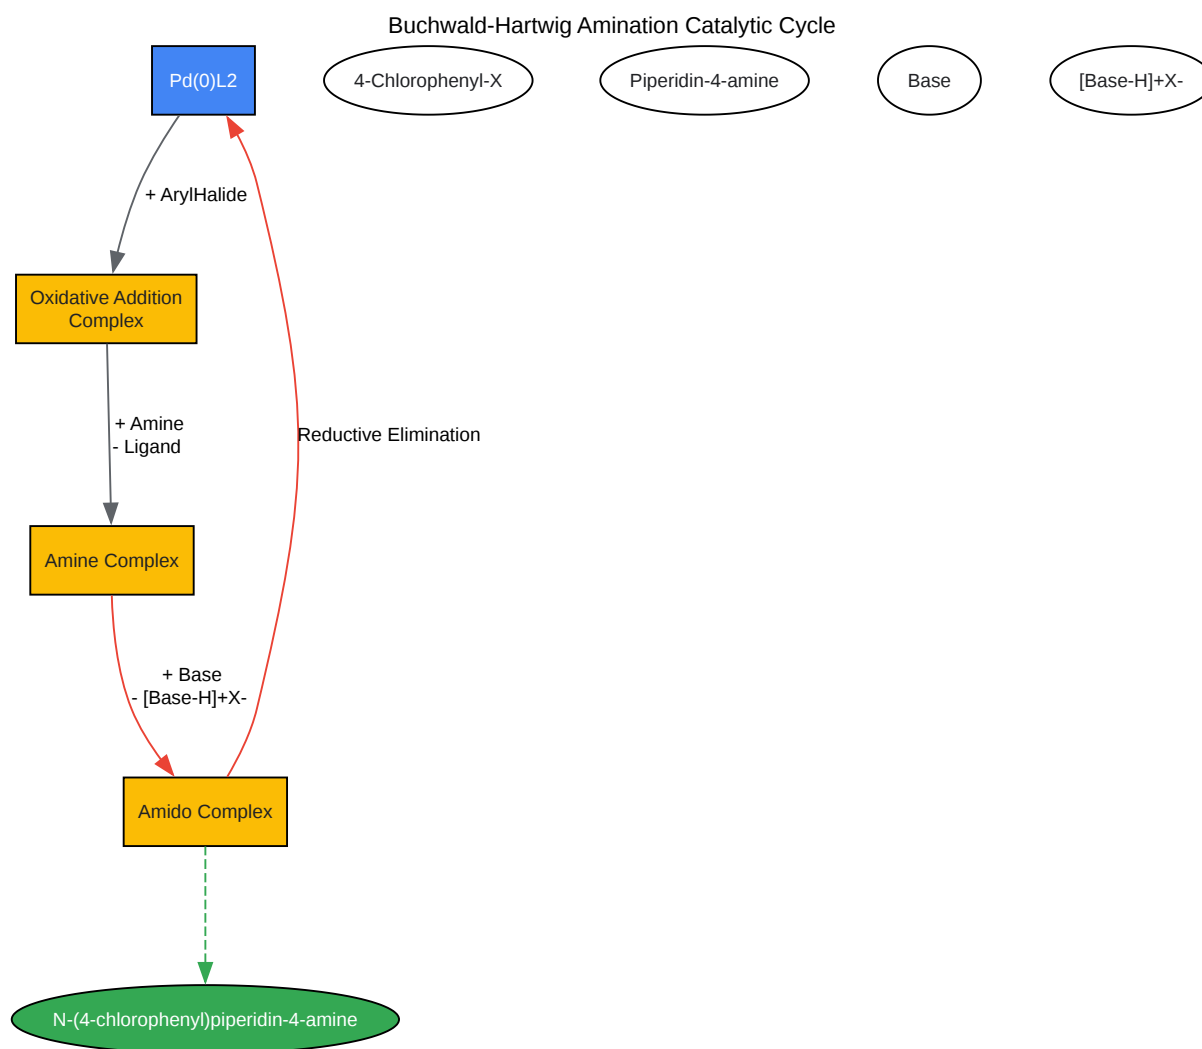 Buchwald-Hartwig Amination Catalytic Cycle
Pd(0)L2
4-Chlorophenyl-X
Piperidin-4-amine
Base
[Base-H]+X-
+ ArylHalide
Oxidative Addition
Complex
+ Amine
- Ligand
Reductive Elimination
Amine Complex
+ Base
- [Base-H]+X-
Amido Complex
N-(4-chlorophenyl)piperidin-4-amine